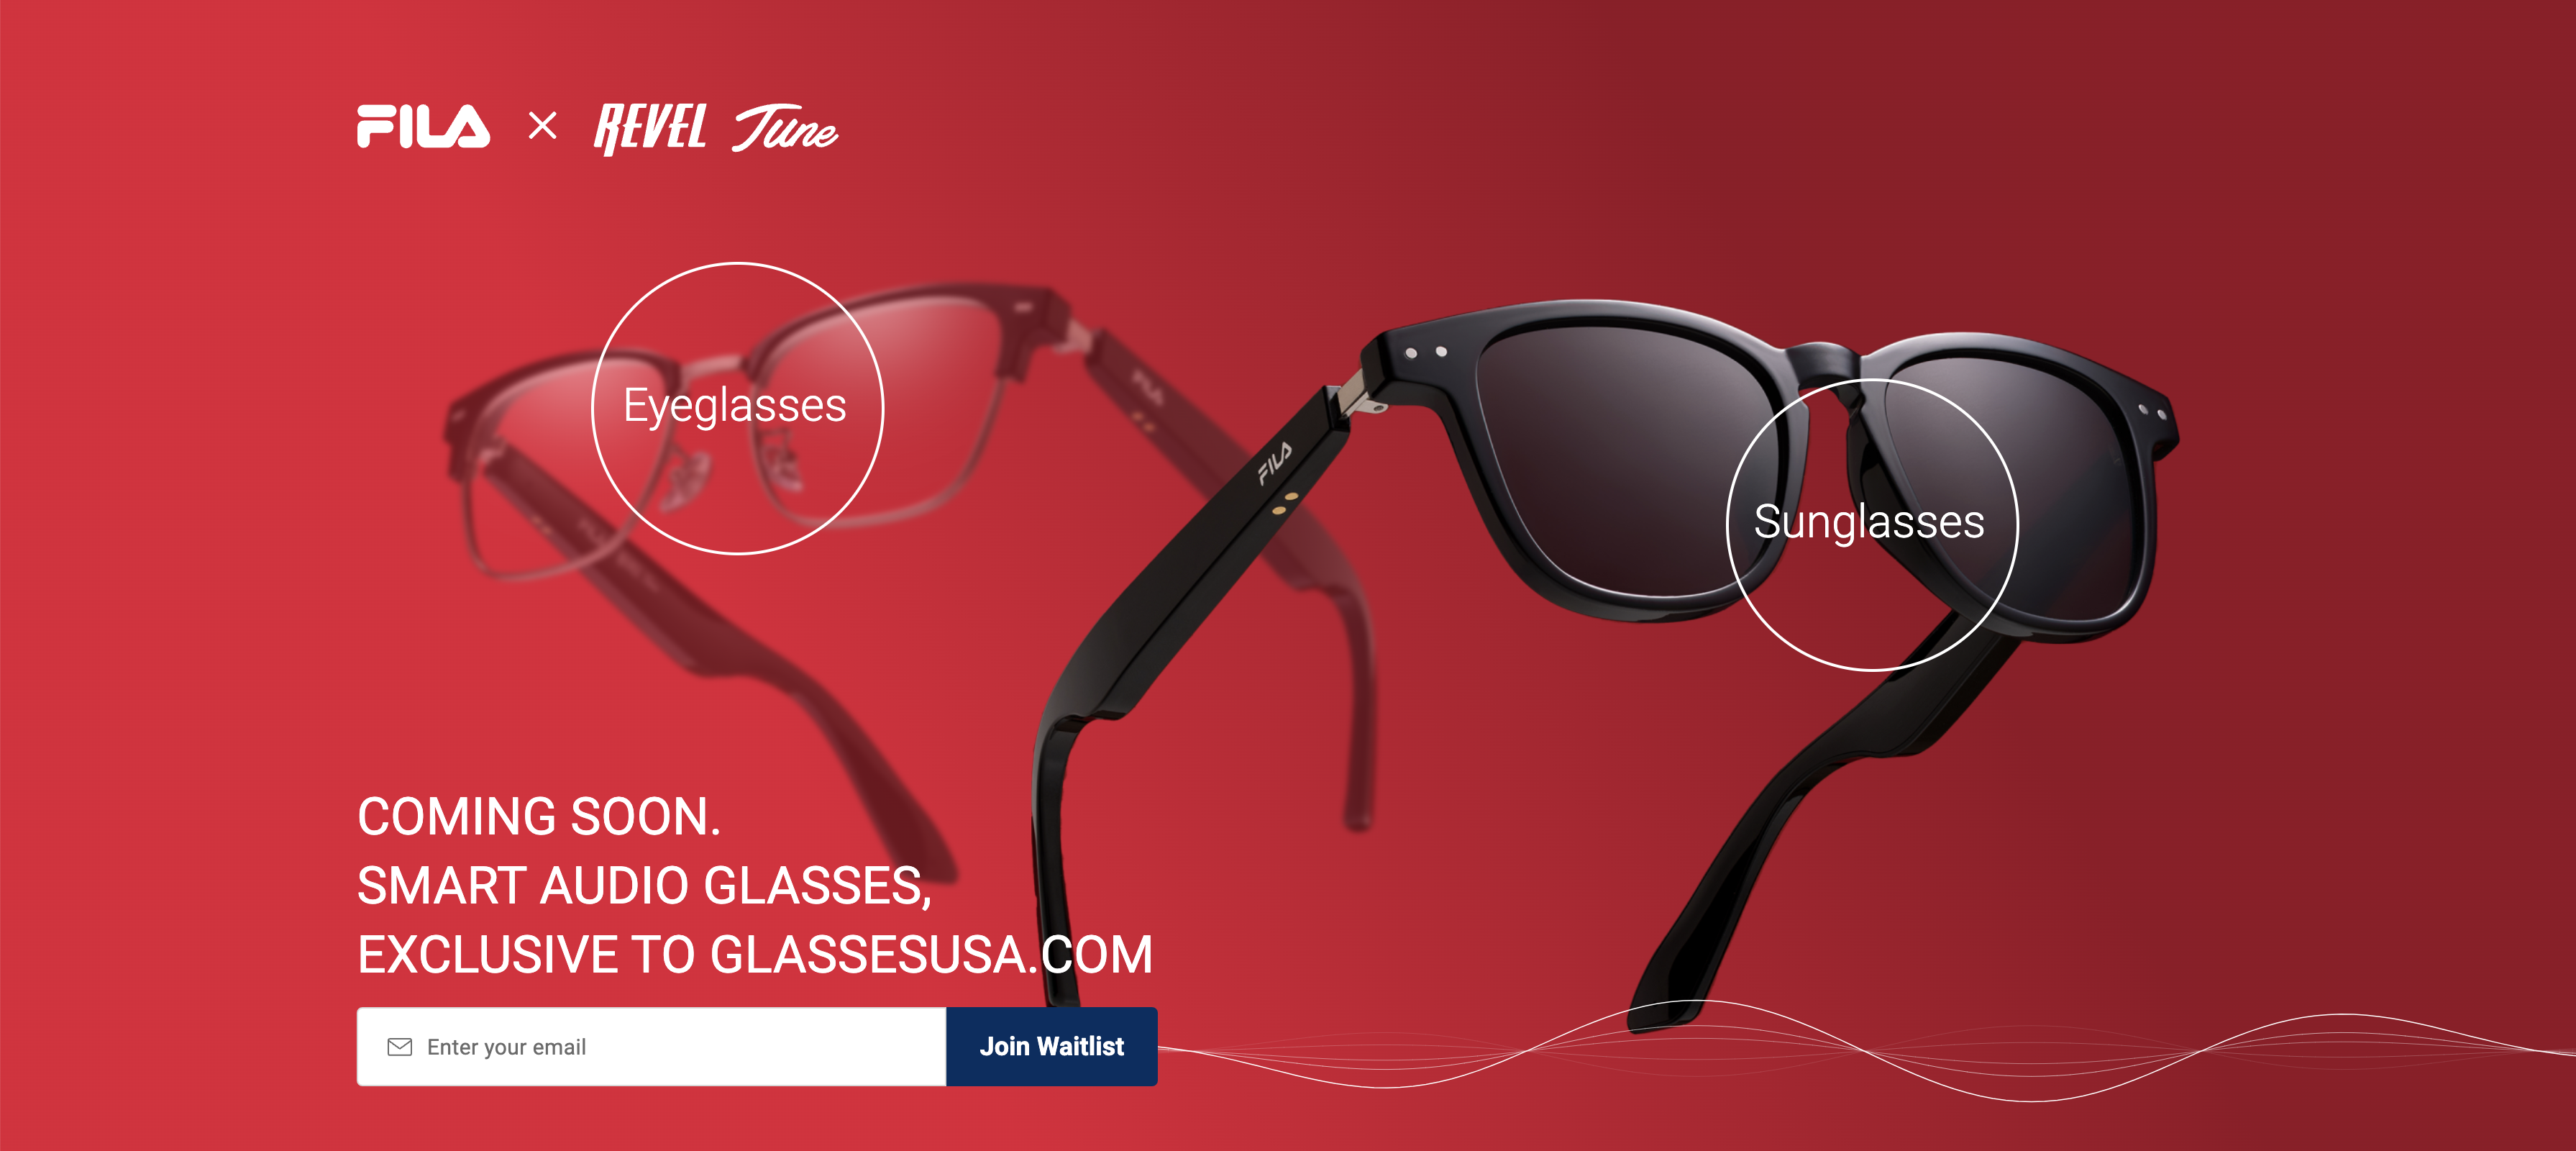 FILA × REVEL Tune
Eyeglasses
FILA
FILA
Sunglasses
COMING SOON.
SMART AUDIO GLASSES,
EXCLUSIVE TO GLASSESUSA.COM
Enter your email
Join Waitlist